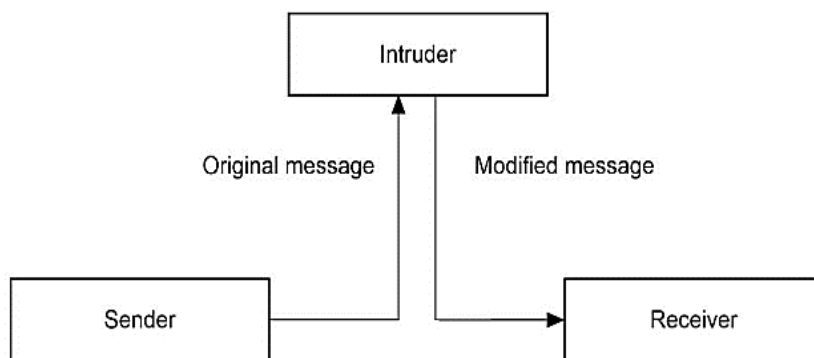 Intruder
Original message
Modified message
Sender
Receiver